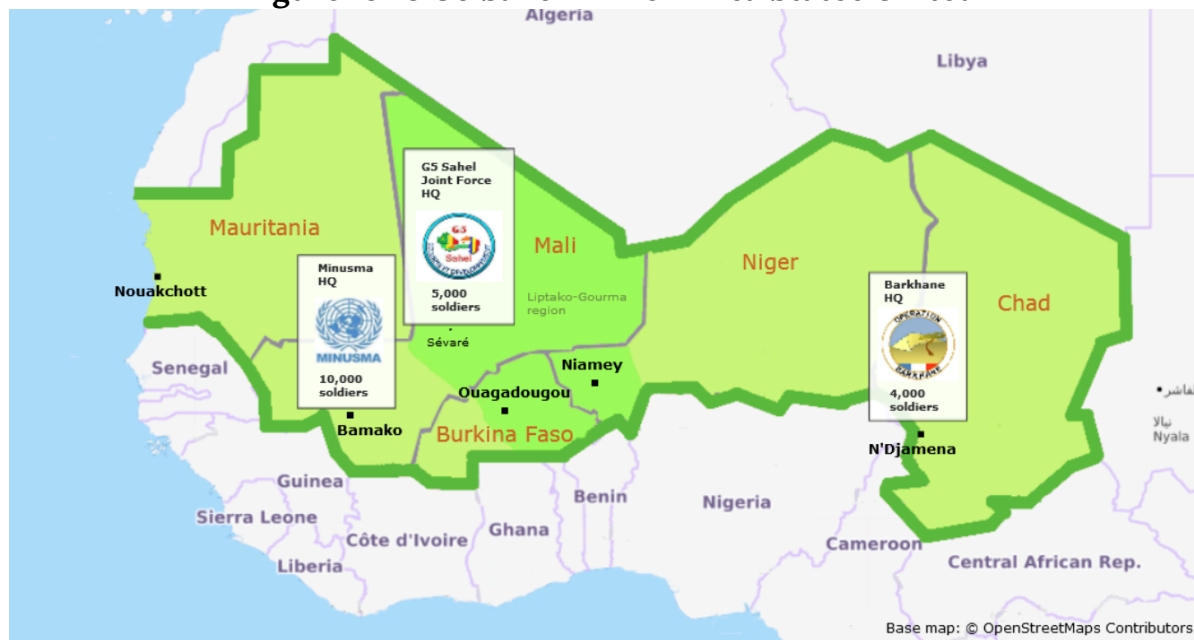 Algeria
Libya
G5 Sahel
Joint Force
HQ
G5
Sahel
5,000
soldiers
Mauritania
Mali
Niger
Chad
Minusma
HQ
MINUSMA
10,000
soldiers
Barkhane
HQ
OPERATION
BARKHANE
4,000
soldiers
Nouakchott
Liptako-Gourma
region
Sévaré
Niamey
Ouagadougou
Bamako
Burkina Faso
N'Djamena
Senegal
Guinea
Sierra Leone
Liberia
Côte d'Ivoire
Ghana
Benin
Nigeria
Cameroon
Central African Rep.
نيالا
Nyala
Base map: © OpenStreetMaps Contributors